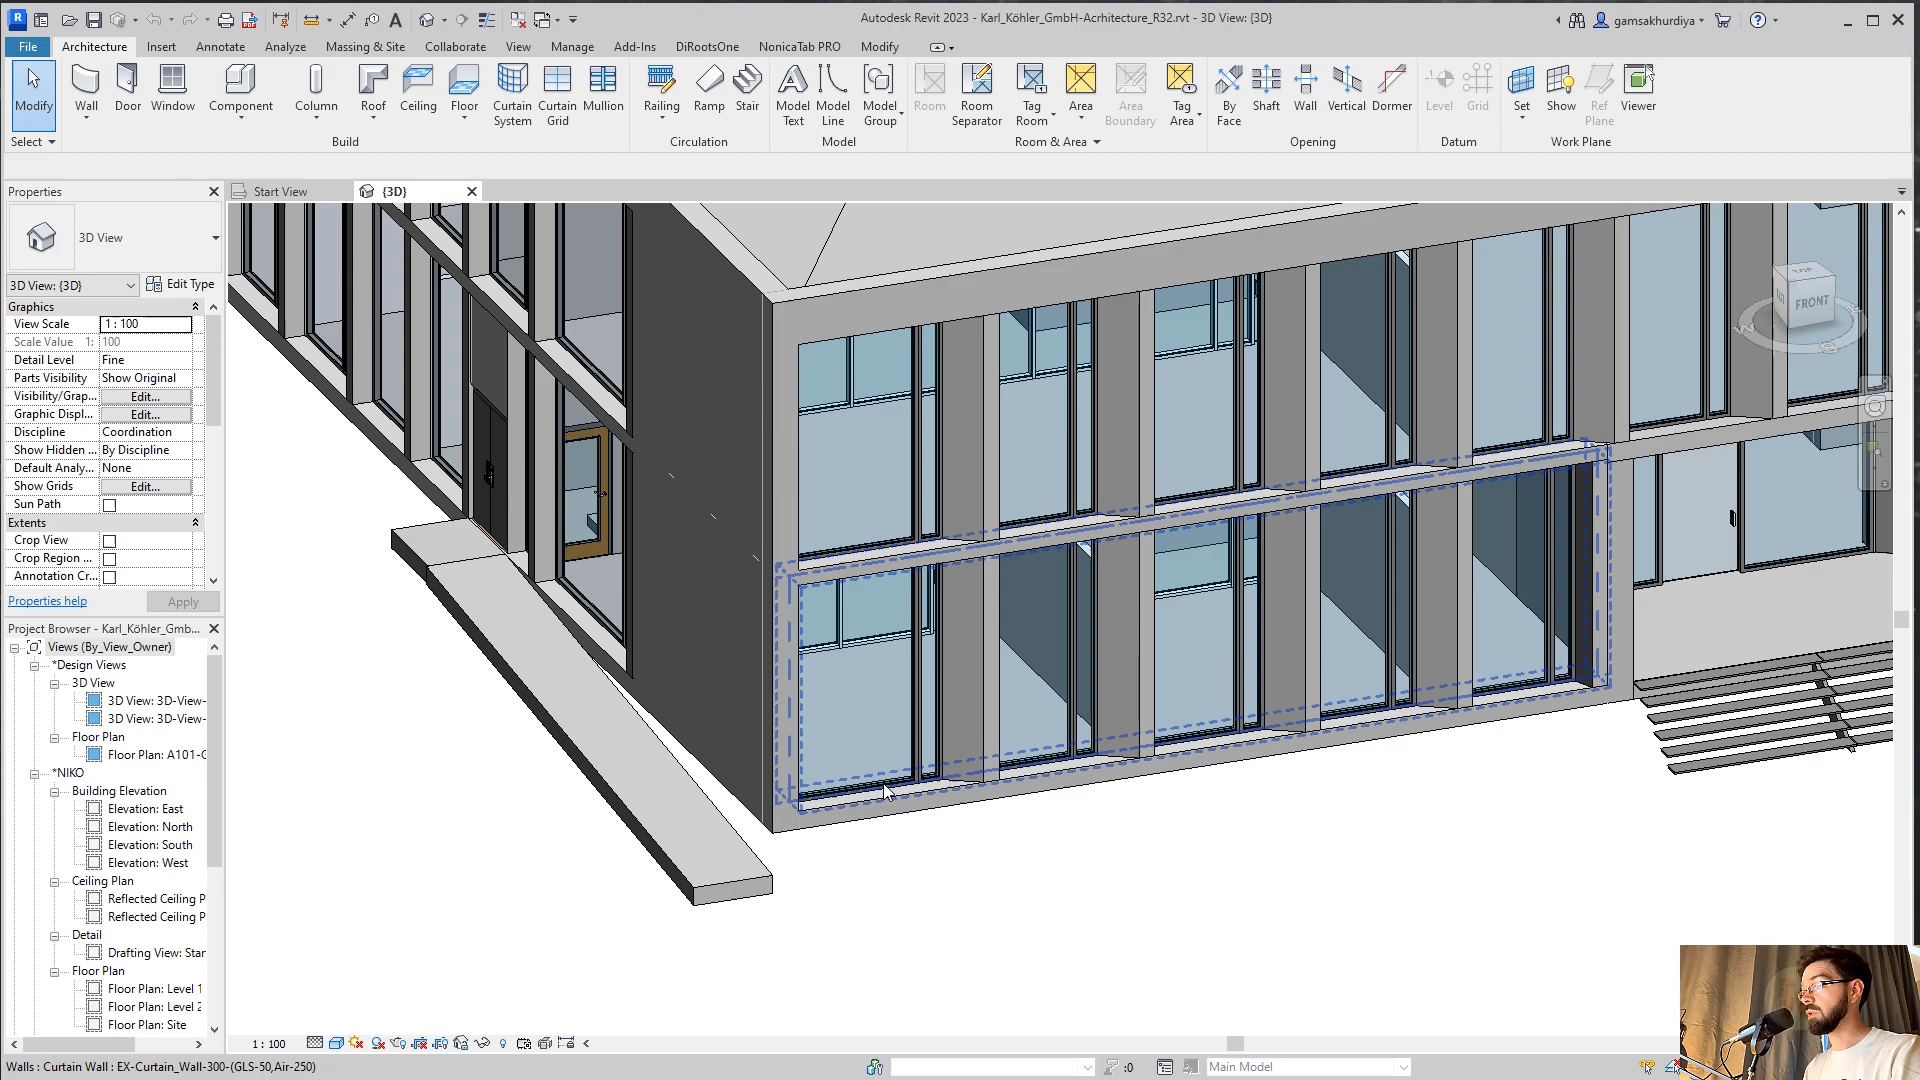 Autodesk Revit 2023 - Karl_Köhler_GmbH-Acrhitecture_R32.rvt - 3D View: {3D}
gamsakhurdiya
File
Architecture
Insert
Annotate
Analyze
Massing & Site
Collaborate
View
Manage
Add-Ins
DiRootsOne
NonicaTab PRO
Modify
Modify
Wall
Door
Window
Component
Column
Roof
Ceiling
Floor
Curtain System
Curtain Grid
Mullion
Railing
Ramp
Stair
Model Text
Model Line
Model Group
Room
Room Separator
Tag Room
Area
Area Boundary
Tag Area
By Face
Shaft
Wall
Vertical
Dormer
Level
Grid
Set
Show
Ref Plane
Viewer
Select
Build
Circulation
Model
Room & Area
Opening
Datum
Work Plane
Properties
Start View
{3D}
3D View
3D View: {3D}
Edit Type
Graphics
View Scale 1 : 100
Scale Value 1: 100
Detail Level Fine
Parts Visibility Show Original
Visibility/Grap... Edit...
Graphic Displ... Edit...
Discipline Coordination
Show Hidden ... By Discipline
Default Analy... None
Show Grids Edit...
Sun Path
Extents
Crop View
Crop Region ...
Annotation Cr...
Properties help
Apply
Project Browser - Karl_Köhler_Gmb...
Views (By_View_Owner)
*Design Views
3D View
3D View: 3D-View-
3D View: 3D-View-
Floor Plan
Floor Plan: A101-G
*NIKO
Building Elevation
Elevation: East
Elevation: North
Elevation: South
Elevation: West
Ceiling Plan
Reflected Ceiling P
Reflected Ceiling P
Detail
Drafting View: Star
Floor Plan
Floor Plan: Level 1
Floor Plan: Level 2
Floor Plan: Site
TOP
FRONT
W
1 : 100
Walls : Curtain Wall : EX-Curtain_Wall-300-(GLS-50,Air-250)
:0
Main Model